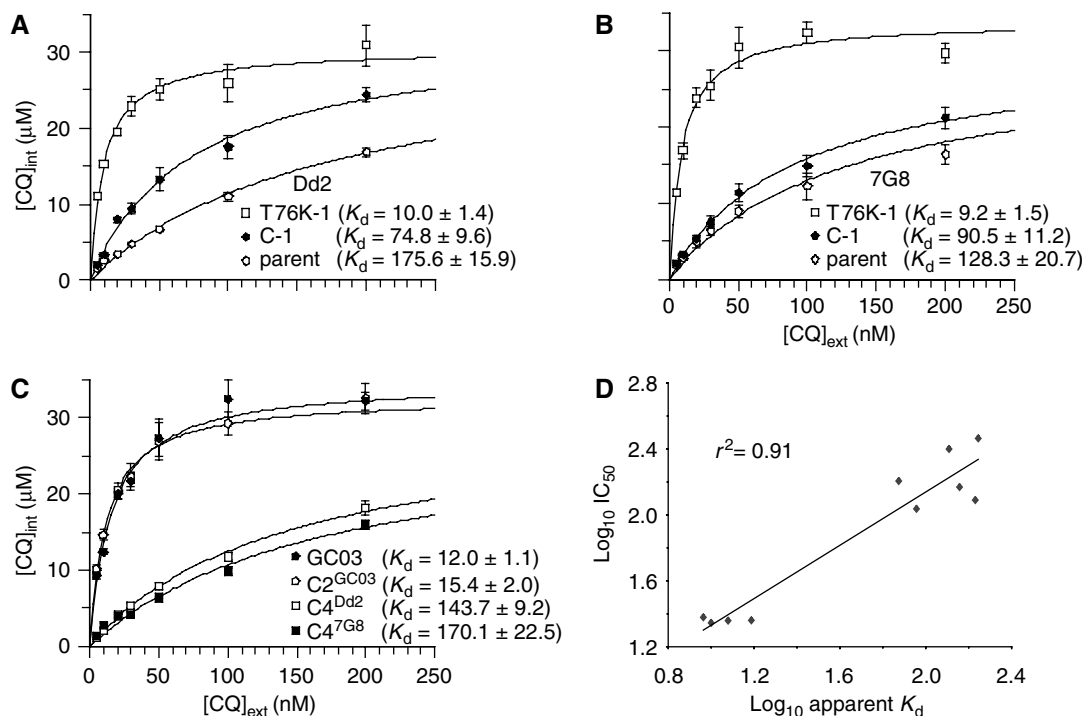 A
30
20
10
0
[CQ]int (μM)
Dd2
T76K-1 (Kd = 10.0 ± 1.4)
C-1 (Kd = 74.8 ± 9.6)
parent (Kd = 175.6 ± 15.9)
B
7G8
T76K-1 (Kd = 9.2 ± 1.5)
C-1 (Kd = 90.5 ± 11.2)
parent (Kd = 128.3 ± 20.7)
0 50 100 150 200 250
[CQ]ext (nM)
C
30
20
10
0
[CQ]int (μM)
GC03 (Kd = 12.0 ± 1.1)
C2GC03 (Kd = 15.4 ± 2.0)
C4Dd2 (Kd = 143.7 ± 9.2)
C47G8 (Kd = 170.1 ± 22.5)
0 50 100 150 200 250
[CQ]ext (nM)
D
2.8
2.4
2.0
1.6
1.2
Log10 IC50
r2= 0.91
0.8 1.2 1.6 2.0 2.4
Log10 apparent Kd